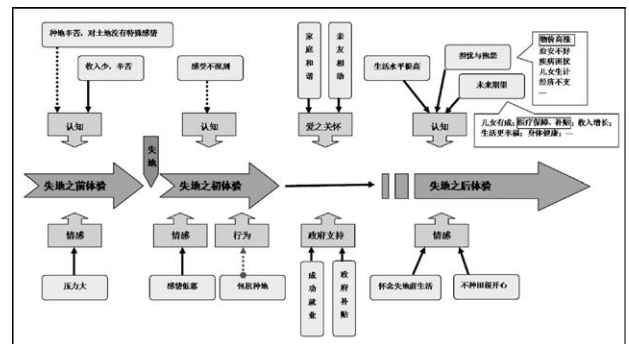 种地辛苦，对土地没有特殊感情
收入少，辛苦
感受不深刻
家庭和谐
亲友相助
生活水平提高
担忧与抱怨
未来期望
物价高涨
治安不好
疾病困扰
儿女生计
经济不支
…
儿女有成；医疗保障、补贴；收入增长；
生活更幸福；身体健康；…
认知
认知
爱之关怀
认知
失地
失地之前体验
失地之初体验
失地之后体验
情感
情感
行为
政府支持
情感
压力大
感情低落
包租种地
成功就业
政府补贴
怀念失地前生活
不种田很开心